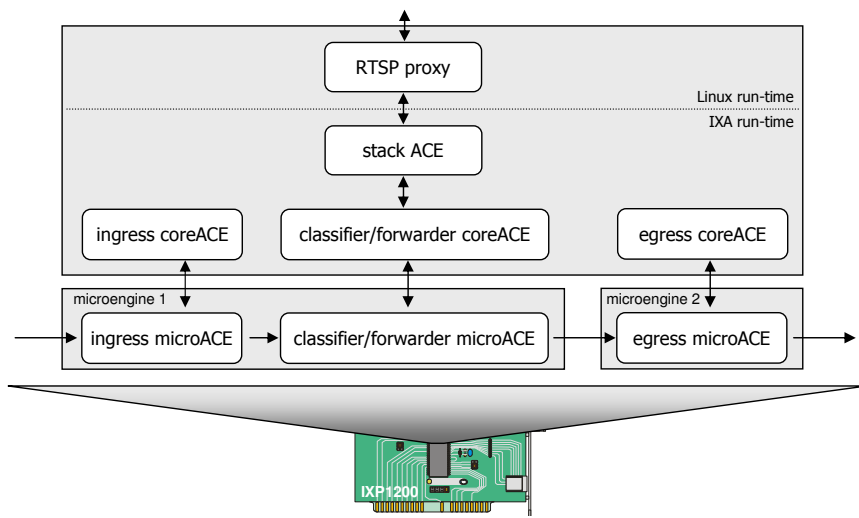 RTSP proxy
Linux run-time
IXA run-time
stack ACE
ingress coreACE
classifier/forwarder coreACE
egress coreACE
microengine 1
microengine 2
ingress microACE
classifier/forwarder microACE
egress microACE
IXP1200